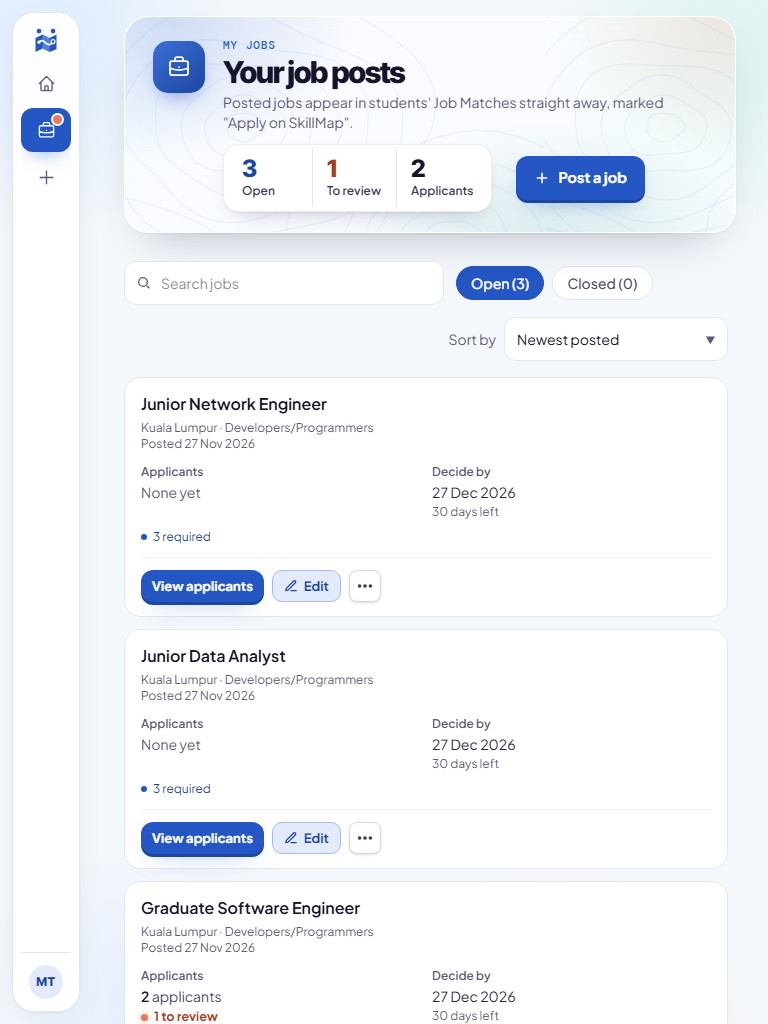 MY JOBS
Your job posts
Posted jobs appear in students' Job Matches straight away, marked
"Apply on SkillMap".
3 1 2
Open To review Applicants
Post a job
Search jobs
Open (3)
Closed (0)
Sort by
Newest posted
Junior Network Engineer
Kuala Lumpur · Developers/Programmers
Posted 27 Nov 2026
Applicants Decide by
None yet 27 Dec 2026
30 days left
3 required
View applicants Edit
Junior Data Analyst
Kuala Lumpur · Developers/Programmers
Posted 27 Nov 2026
Applicants Decide by
None yet 27 Dec 2026
30 days left
3 required
View applicants Edit
Graduate Software Engineer
Kuala Lumpur · Developers/Programmers
Posted 27 Nov 2026
Applicants Decide by
2 applicants 27 Dec 2026
1 to review 30 days left
MT